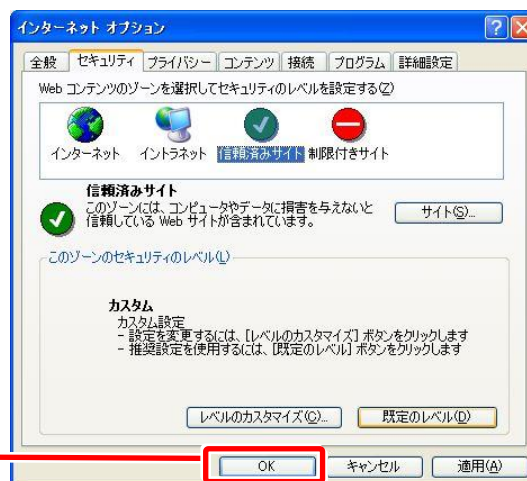 インターネット オプション
全般 セキュリティ プライバシー コンテンツ 接続 プログラム 詳細設定
Web コンテンツのゾーンを選択してセキュリティのレベルを設定する(Z)
インターネット イントラネット 信頼済みサイト 制限付きサイト
信頼済みサイト
このゾーンには、コンピュータやデータに損害を与えないと
信頼している Web サイトが含まれています。
サイト(S)...
このゾーンのセキュリティのレベル(L)
カスタム
カスタム設定
- 設定を変更するには、[レベルのカスタマイズ] ボタンをクリックします
- 推奨設定を使用するには、[既定のレベル] ボタンをクリックします
レベルのカスタマイズ(C)... 既定のレベル(D)
OK キャンセル 適用(A)